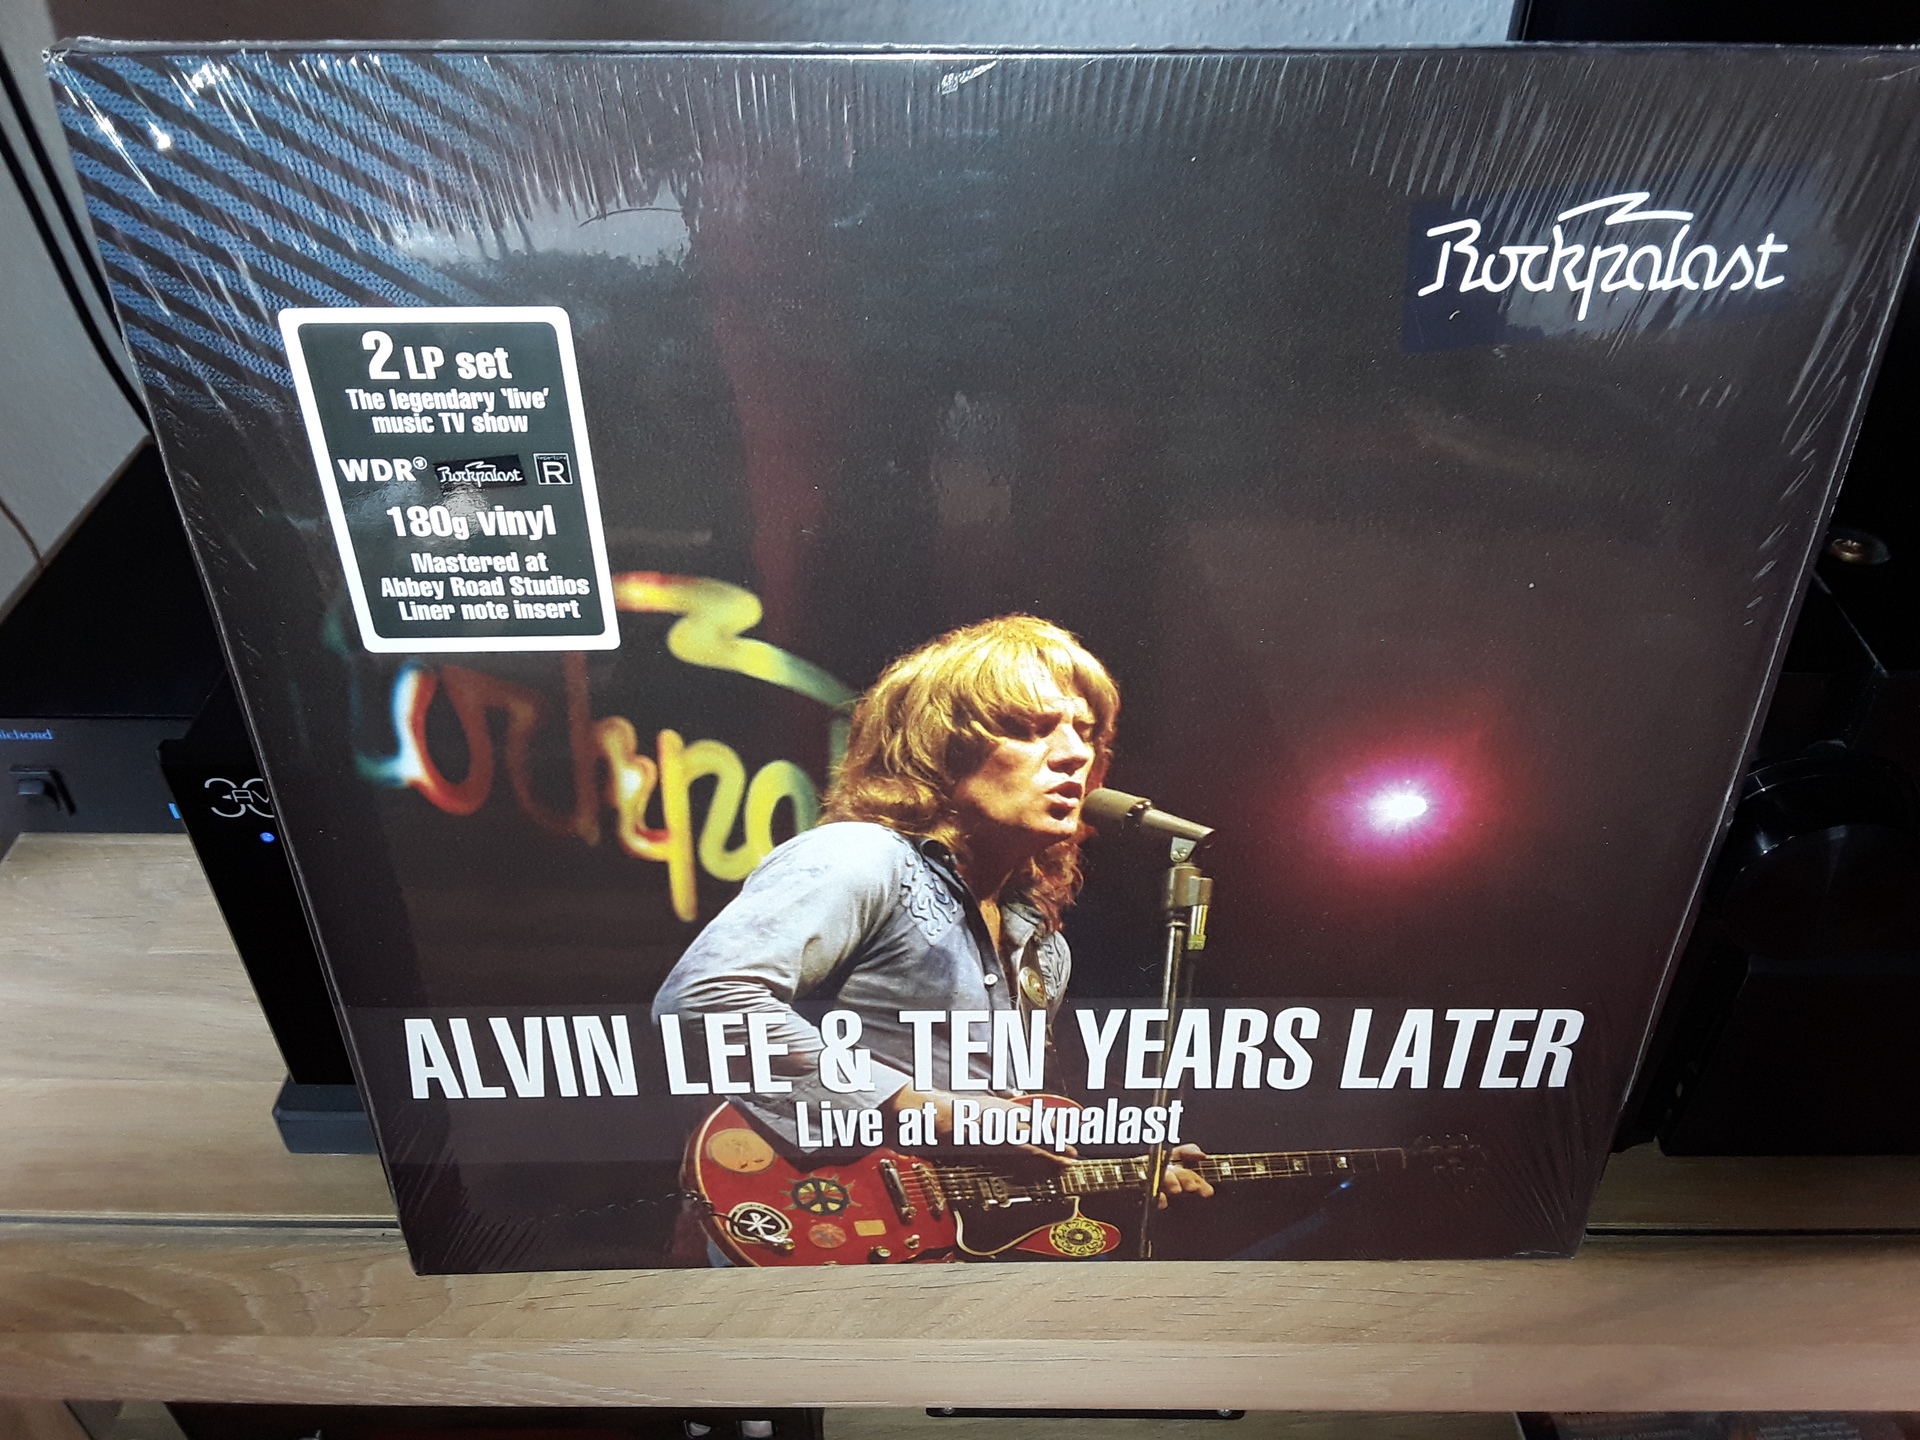 Rockpalast
2 LP set
The legendary 'live'
music TV show
WDR Rockpalast R
180g vinyl
Mastered at
Abbey Road Studios
Liner note insert
ALVIN LEE & TEN YEARS LATER
Live at Rockpalast